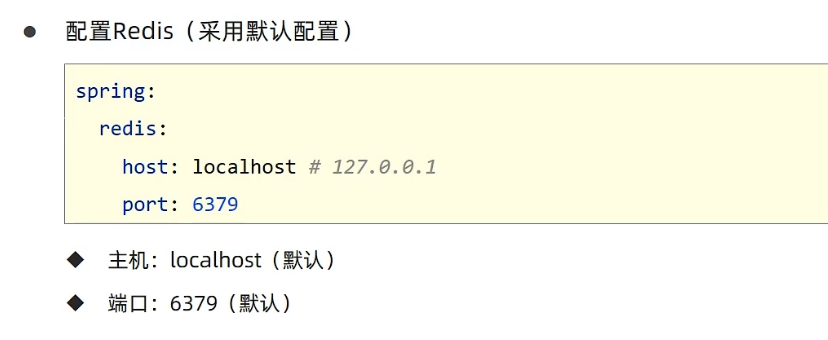 ● 配置Redis（采用默认配置）
spring:
  redis:
    host: localhost # 127.0.0.1
    port: 6379
◆ 主机：localhost（默认）
◆ 端口：6379（默认）